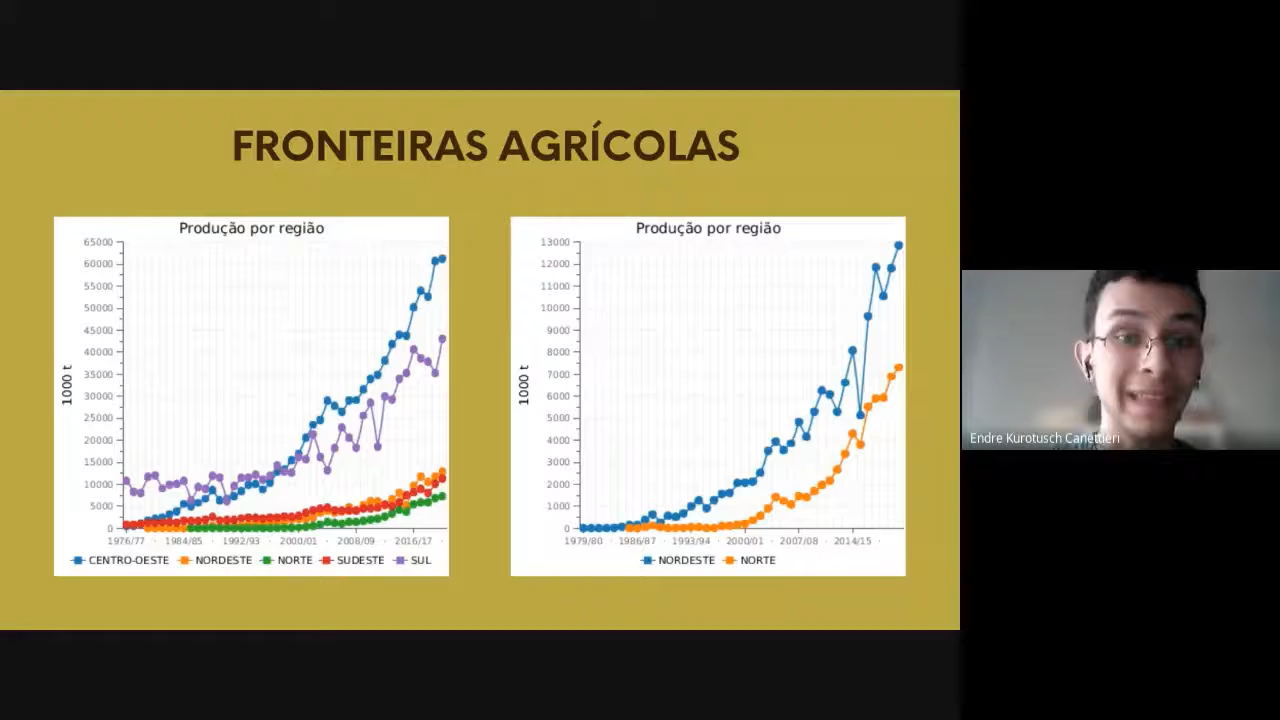 FRONTEIRAS AGRÍCOLAS
Produção por região
65000
60000
55000
50000
45000
40000
35000
30000
25000
20000
15000
10000
5000
0
1000 t
1976/77 · 1984/85 · 1992/93 · 2000/01 · 2008/09 · 2016/17 ·
CENTRO-OESTE NORDESTE NORTE SUDESTE SUL
Produção por região
13000
12000
11000
10000
9000
8000
7000
6000
5000
4000
3000
2000
1000
0
1000 t
1979/80 · 1986/87 · 1993/94 · 2000/01 · 2007/08 · 2014/15 ·
NORDESTE NORTE
Endre Kurotusch Canettieri